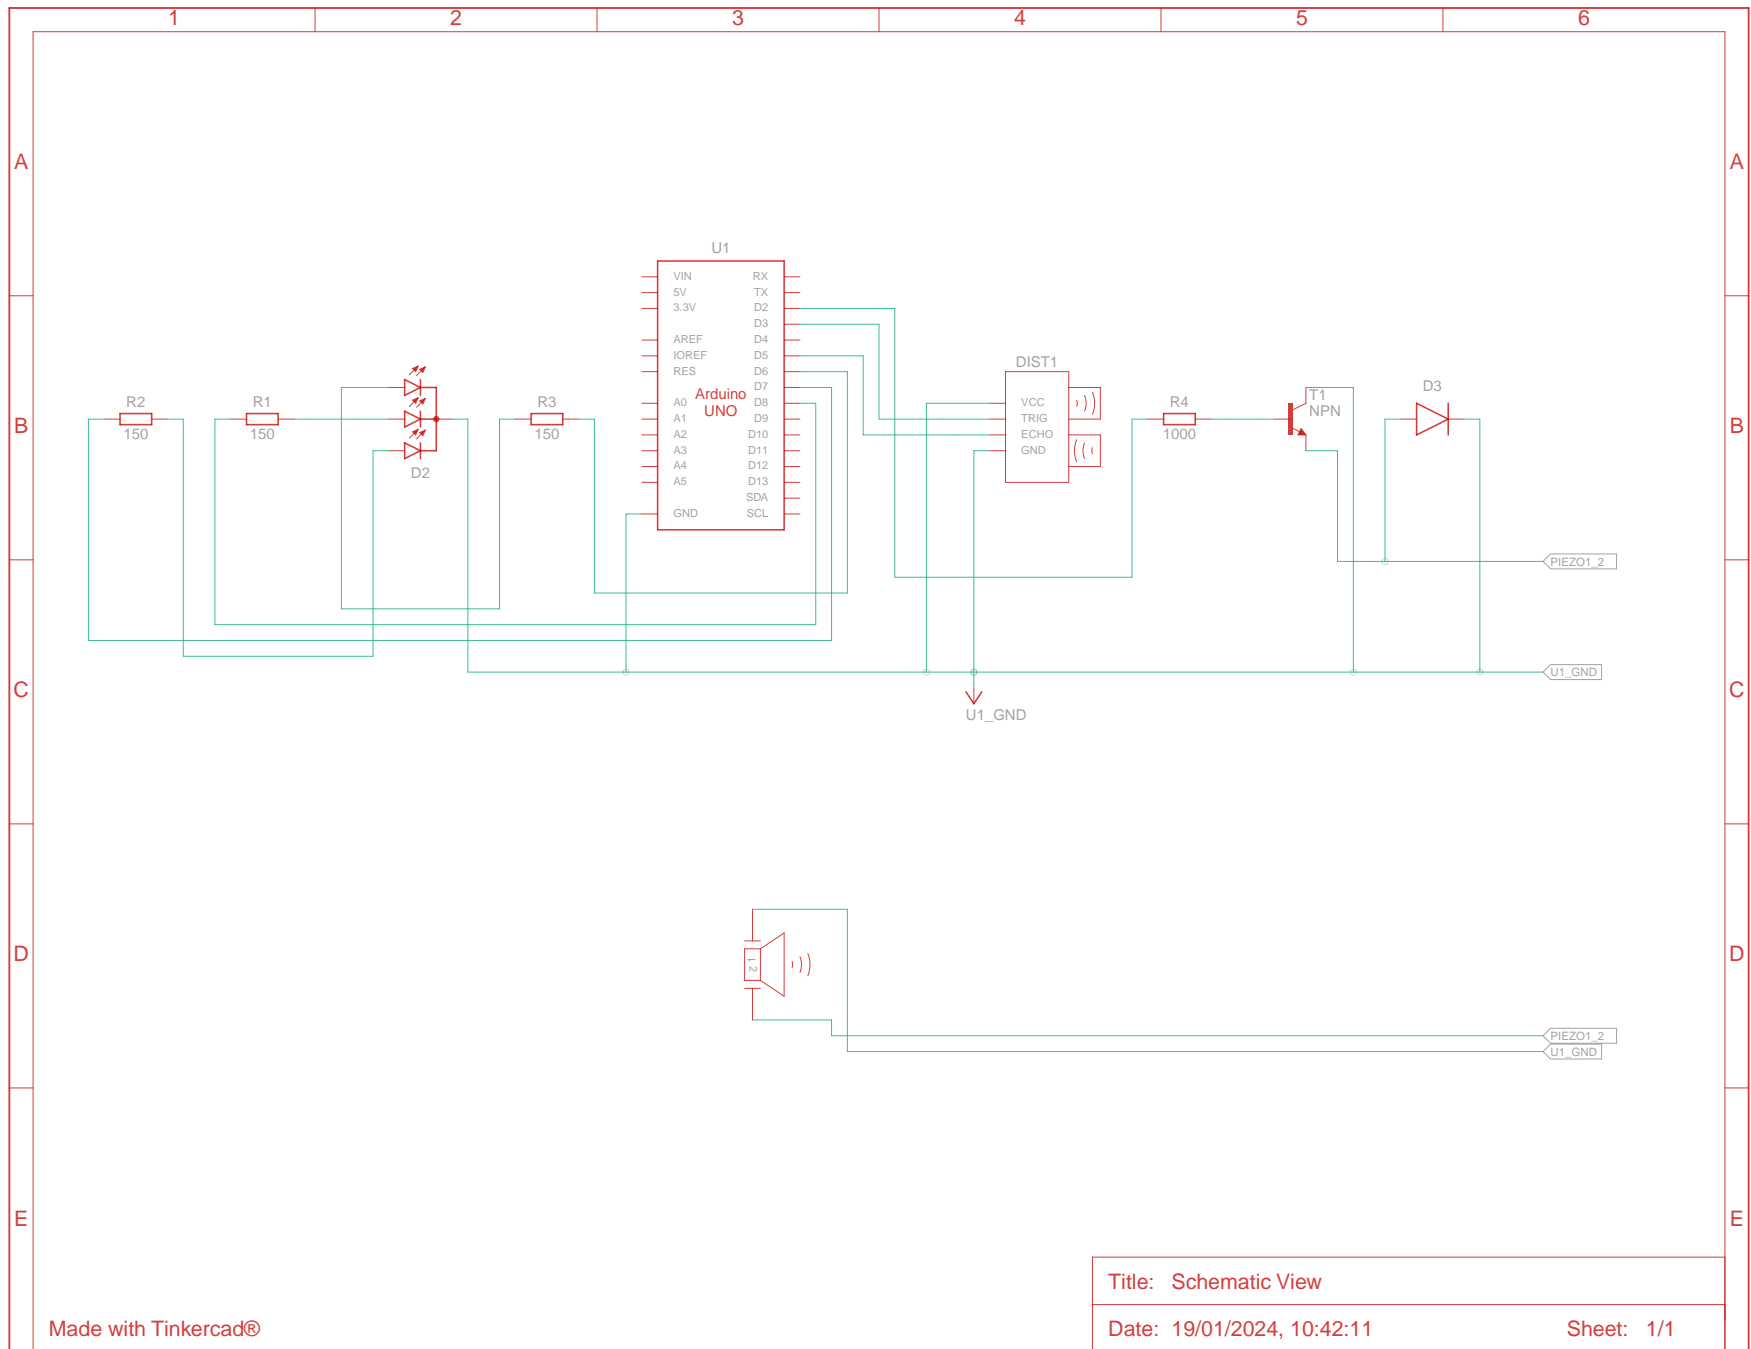 1 2 3 4 5 6
A A
U1
VIN RX
5V TX
3.3V D2
D3
AREF D4
IOREF D5
RES D6
D7
Arduino
UNO
A0 D8
A1 D9
A2 D10
A3 D11
A4 D12
A5 D13
SDA
GND SCL
DIST1
VCC
TRIG
ECHO
GND
B B
R2
150
R1
150
D2
R3
150
R4
1000
T1
NPN
D3
PIEZO1_2
U1_GND
U1_GND
C C
D D
1 2
PIEZO1_2
U1_GND
E E
Title: Schematic View
Made with Tinkercad®
Date: 19/01/2024, 10:42:11 Sheet: 1/1